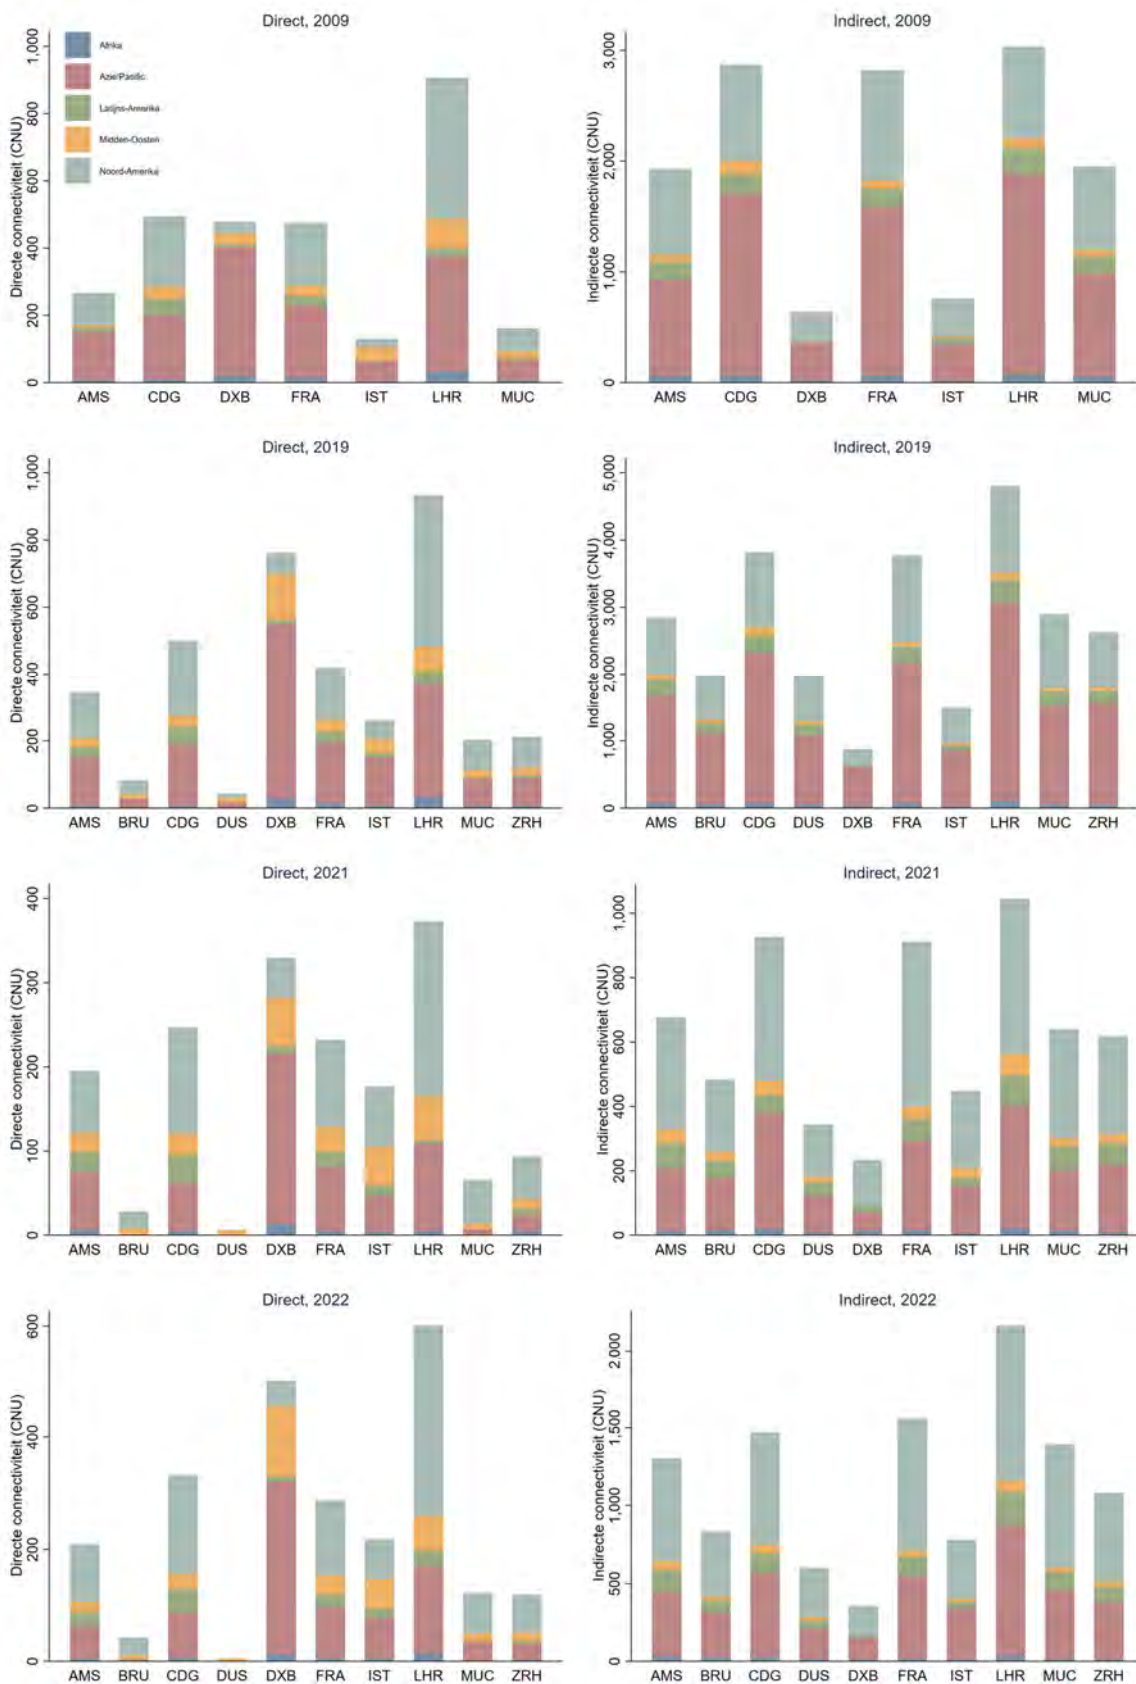 Direct, 2009
Directe connectiviteit (CNU)
1,000
800
600
400
200
0
Afrika
Azië/Pasific
Latijns-Amerika
Midden-Oosten
Noord-Amerika
AMS CDG DXB FRA IST LHR MUC
Indirect, 2009
Indirecte connectiviteit (CNU)
3,000
2,000
1,000
0
AMS CDG DXB FRA IST LHR MUC
Direct, 2019
Directe connectiviteit (CNU)
1,000
800
600
400
200
0
AMS BRU CDG DUS DXB FRA IST LHR MUC ZRH
Indirect, 2019
Indirecte connectiviteit (CNU)
5,000
4,000
3,000
2,000
1,000
0
AMS BRU CDG DUS DXB FRA IST LHR MUC ZRH
Direct, 2021
Directe connectiviteit (CNU)
400
300
200
100
0
AMS BRU CDG DUS DXB FRA IST LHR MUC ZRH
Indirect, 2021
Indirecte connectiviteit (CNU)
1,000
800
600
400
200
0
AMS BRU CDG DUS DXB FRA IST LHR MUC ZRH
Direct, 2022
Directe connectiviteit (CNU)
600
400
200
0
AMS BRU CDG DUS DXB FRA IST LHR MUC ZRH
Indirect, 2022
Indirecte connectiviteit (CNU)
2,000
1,500
1,000
500
0
AMS BRU CDG DUS DXB FRA IST LHR MUC ZRH